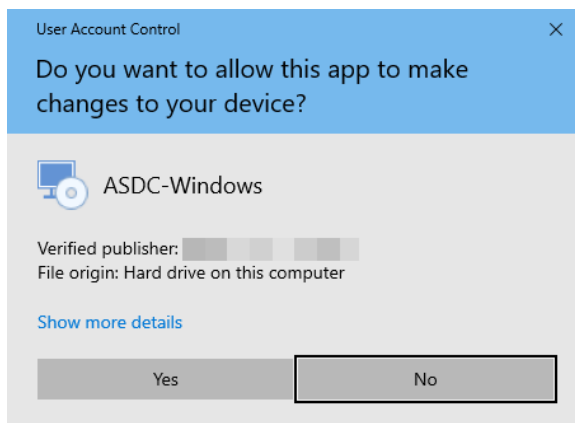 User Account Control
Do you want to allow this app to make
changes to your device?
ASDC-Windows
Verified publisher:
File origin: Hard drive on this computer
Show more details
Yes
No